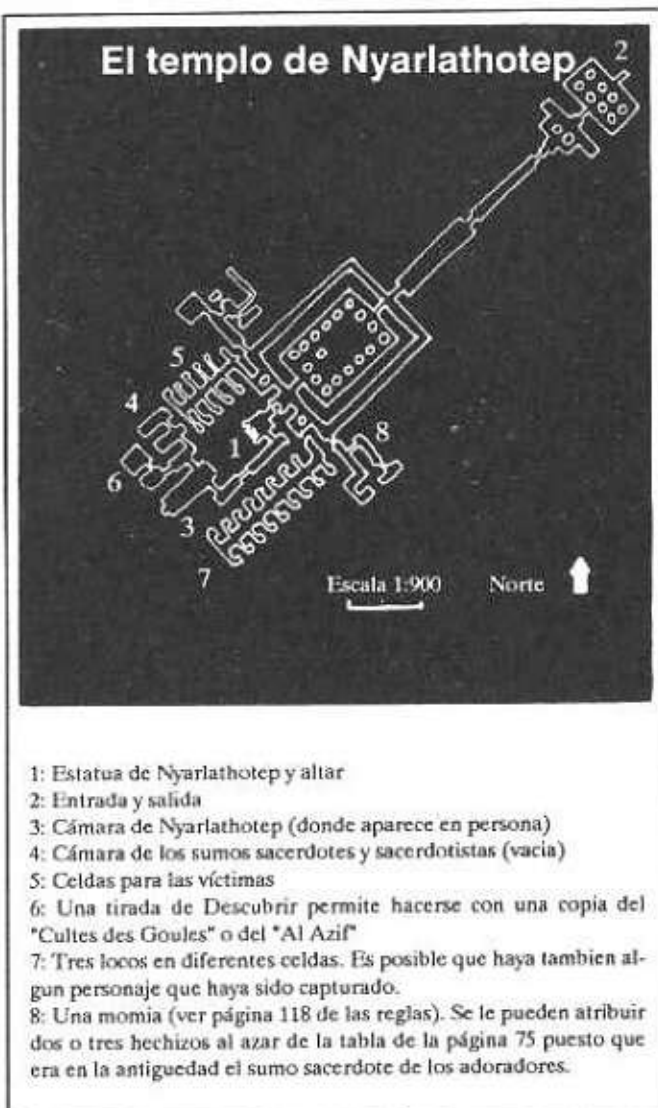 El templo de Nyarlathotep
2
5
4
6
1
8
3
7
Escala 1:900 Norte
1: Estatua de Nyarlathotep y altar
2: Entrada y salida
3: Cámara de Nyarlathotep (donde aparece en persona)
4: Cámara de los sumos sacerdotes y sacerdotistas (vacia)
5: Celdas para las víctimas
6: Una tirada de Descubrir permite hacerse con una copia del
"Cultes des Goules" o del "Al Azif"
7: Tres locos en diferentes celdas. Es posible que haya tambien al-
gun personaje que haya sido capturado.
8: Una momia (ver página 118 de las reglas). Se le pueden atribuir
dos o tres hechizos al azar de la tabla de la página 75 puesto que
era en la antiguedad el sumo sacerdote de los adoradores.